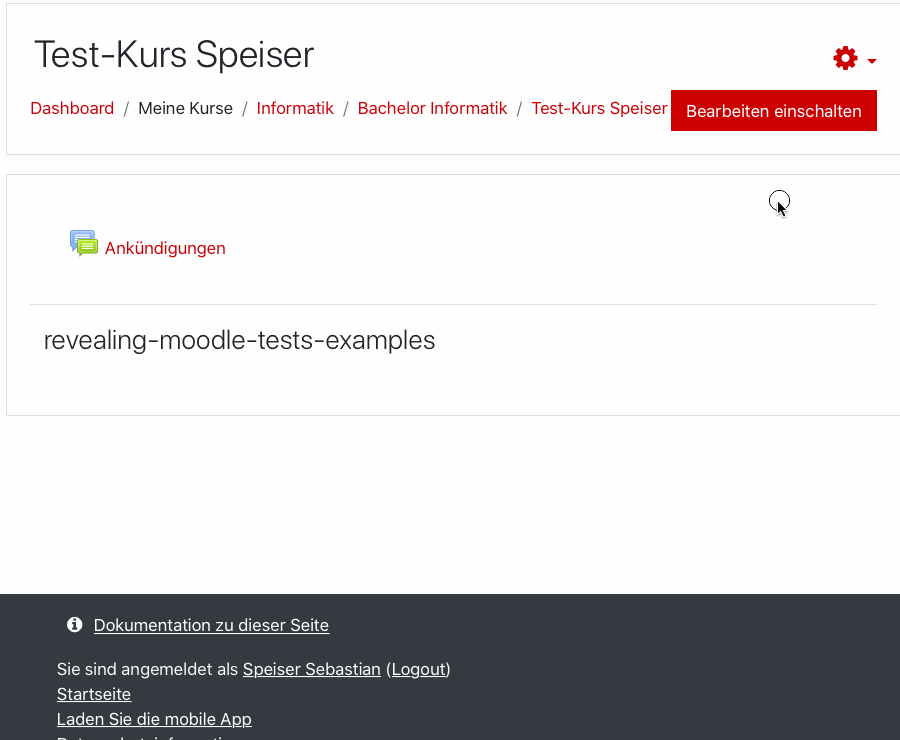 Test-Kurs Speiser
Dashboard / Meine Kurse / Informatik / Bachelor Informatik / Test-Kurs Speiser
Bearbeiten einschalten
Ankündigungen
revealing-moodle-tests-examples
Dokumentation zu dieser Seite
Sie sind angemeldet als Speiser Sebastian (Logout)
Startseite
Laden Sie die mobile App